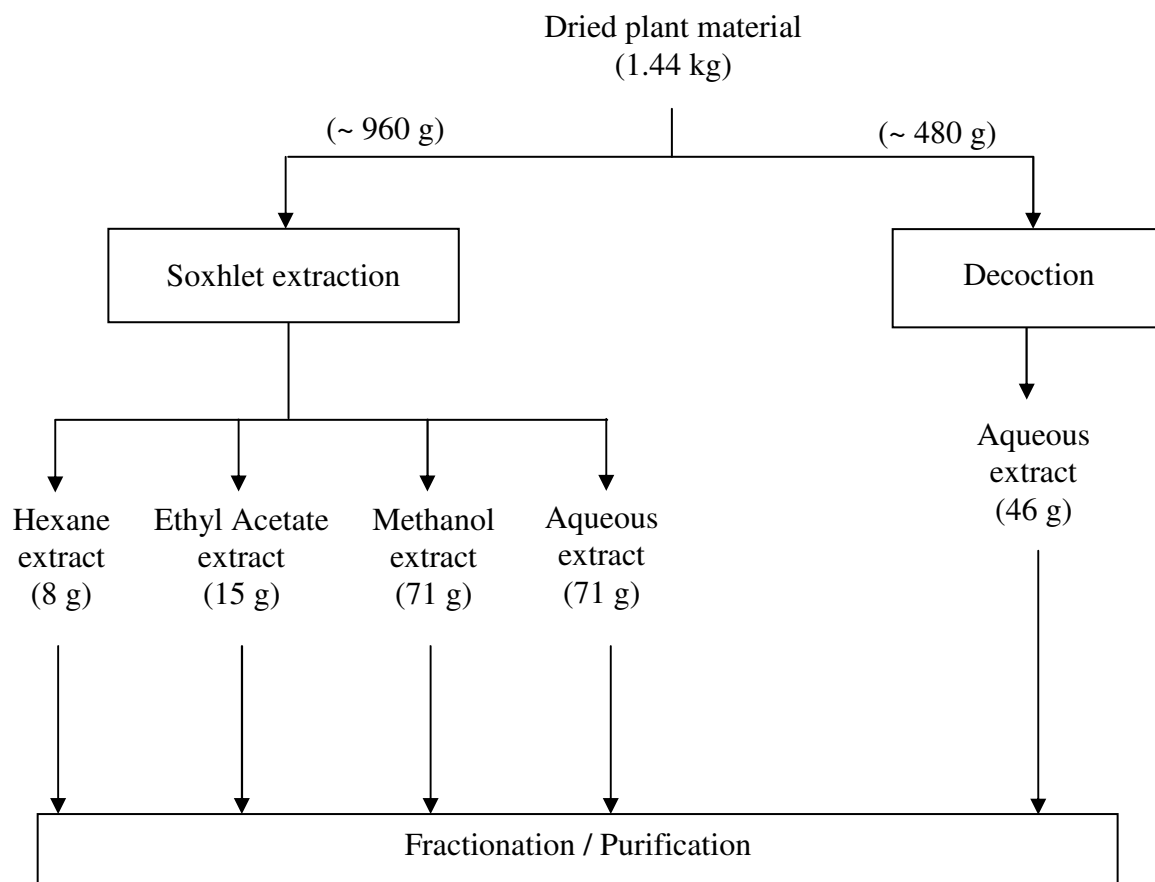 Dried plant material
(1.44 kg)
(~ 960 g)
(~ 480 g)
Soxhlet extraction
Decoction
Hexane
extract
(8 g)
Ethyl Acetate
extract
(15 g)
Methanol
extract
(71 g)
Aqueous
extract
(71 g)
Aqueous
extract
(46 g)
Fractionation / Purification